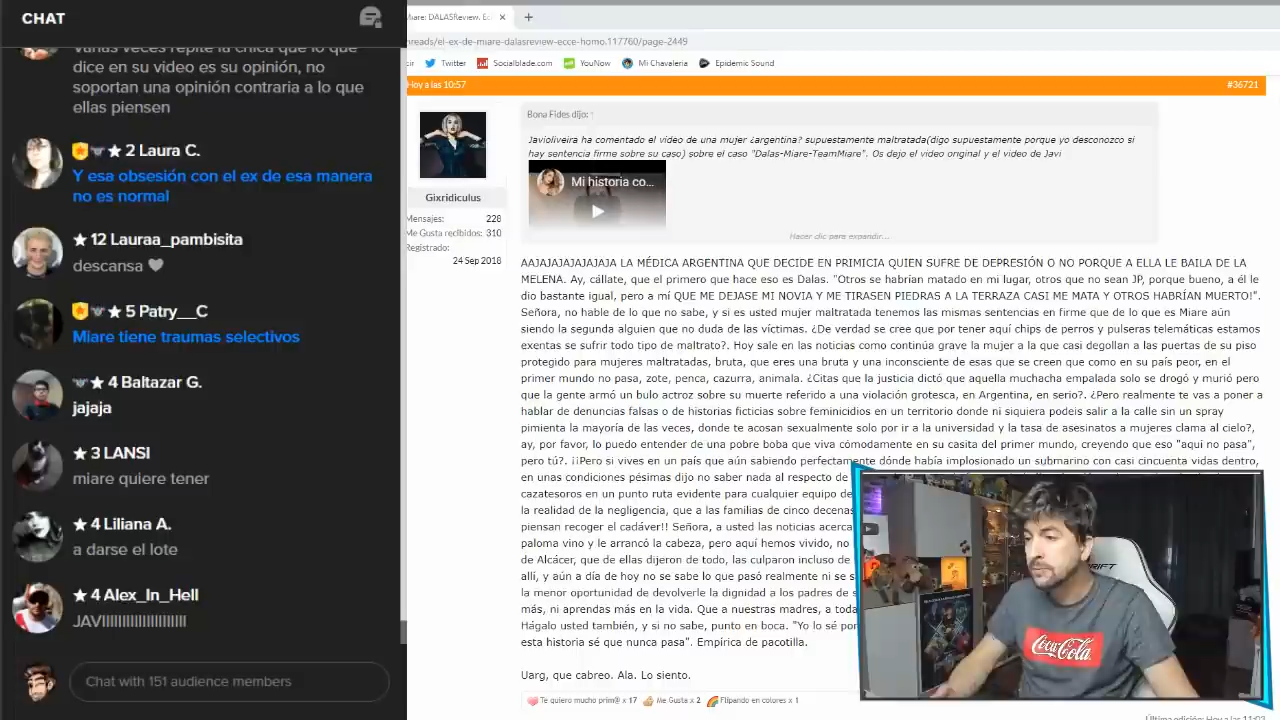 CHAT
Varias veces repite la chica que lo que
dice en su video es su opinión, no
soportan una opinión contraria a lo que
ellas piensen
2 Laura C.
Y esa obsesión con el ex de esa manera
no es normal
12 Lauraa_pambisita
descansa
5 Patry___C
Miare tiene traumas selectivos
4 Baltazar G.
jajaja
3 LANSI
miare quiere tener
4 Liliana A.
a darse el lote
4 Alex_In_Hell
JAVIIIIIIIIIIIIIIIIIIIII
Chat with 151 audience members
Miare: DALASReview. Ec
hreads/el-ex-de-miare-dalasreview-ecce-homo.117760/page-2449
Twitter Socialblade.com YouNow Mi Chavaleria Epidemic Sound
Hoy a las 10:57 #36721
Gixridiculus
Mensajes: 228
Me Gusta recibidos: 310
Registrado:
24 Sep 2018
Bona Fides dijo: ↑
Javioliveira ha comentado el video de una mujer ¿argentina? supuestamente maltratada(digo supuestamente porque yo desconozco si
hay sentencia firme sobre su caso) sobre el caso "Dalas-Miare-TeamMiare". Os dejo el video original y el video de Javi
Mi historia co...
Hacer clic para expandir...
AAJAJAJAJAJAJAJA LA MÉDICA ARGENTINA QUE DECIDE EN PRIMICIA QUIEN SUFRE DE DEPRESIÓN O NO PORQUE A ELLA LE BAILA DE LA
MELENA. Ay, cállate, que el primero que hace eso es Dalas. "Otros se habrían matado en mi lugar, otros que no sean JP, porque bueno, a él le
dio bastante igual, pero a mí QUE ME DEJASE MI NOVIA Y ME TIRASEN PIEDRAS A LA TERRAZA CASI ME MATA Y OTROS HABRÍAN MUERTO!".
Señora, no hable de lo que no sabe, y si es usted mujer maltratada tenemos las mismas sentencias en firme que de lo que es Miare aún
siendo la segunda alguien que no duda de las víctimas. ¿De verdad se cree que por tener aquí chips de perros y pulseras telemáticas estamos
exentas se sufrir todo tipo de maltrato?. Hoy sale en las noticias como continúa grave la mujer a la que casi degollan a las puertas de su piso
protegido para mujeres maltratadas, bruta, que eres una bruta y una inconsciente de esas que se creen que como en su país peor, en el
primer mundo no pasa, zote, penca, cazurra, animala. ¿Citas que la justicia dictó que aquella muchacha empalada solo se drogó y murió pero
que la gente armó un bulo actroz sobre su muerte referido a una violación grotesca, en Argentina, en serio?. ¿Pero realmente te vas a poner a
hablar de denuncias falsas o de historias ficticias sobre feminicidios en un territorio donde ni siquiera podeis salir a la calle sin un spray
pimienta la mayoría de las veces, donde te acosan sexualmente solo por ir a la universidad y la tasa de asesinatos a mujeres clama al cielo?,
ay, por favor, lo puedo entender de una pobre boba que viva cómodamente en su casita del primer mundo, creyendo que eso "aquí no pasa",
pero tú?. ¡¡Pero si vives en un país que aún sabiendo perfectamente dónde había implosionado un submarino con casi cincuenta vidas dentro,
en unas condiciones pésimas dijo no saber nada al respecto de
cazatesoros en un punto ruta evidente para cualquier equipo de
la realidad de la negligencia, que a las familias de cinco decenas
piensan recoger el cadáver!! Señora, a usted las noticias acerca
paloma vino y le arrancó la cabeza, pero aquí hemos vivido, no
de Alcácer, que de ellas dijeron de todo, las culparon incluso de
allí, y aún a día de hoy no se sabe lo que pasó realmente ni se s
la menor oportunidad de devolverle la dignidad a los padres de s
más, ni aprendas más en la vida. Que a nuestras madres, a toda
Hágalo usted también, y si no sabe, punto en boca. "Yo lo sé por
esta historia sé que nunca pasa". Empírica de pacotilla.
Uarg, que cabreo. Ala. Lo siento.
Te quiero mucho prim@ x 17 Me Gusta x 2 Flipando en colores x 1
Última edición: Hoy a las 11:03
Coca-Cola